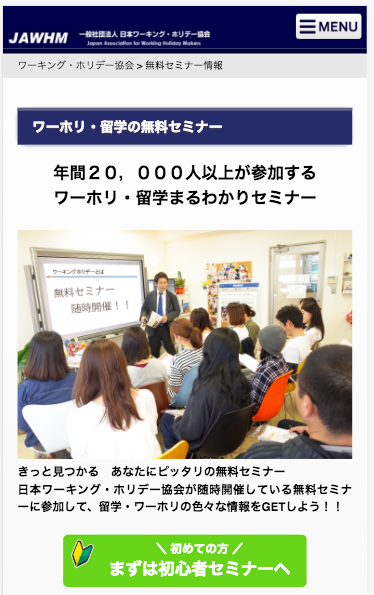 JAWHM 一般社団法人 日本ワーキング・ホリデー協会
Japan Association for Working Holiday Makers
MENU
ワーキング・ホリデー協会 > 無料セミナー情報
ワーホリ・留学の無料セミナー
年間２０，０００人以上が参加する
ワーホリ・留学まるわかりセミナー
ワーキングホリデーとは
無料セミナー
随時開催！！
きっと見つかる　あなたにピッタリの無料セミナー
日本ワーキング・ホリデー協会が随時開催している無料セミナ
ーに参加して、留学・ワーホリの色々な情報をGETしよう！！
＼ 初めての方 ／
まずは初心者セミナーへ